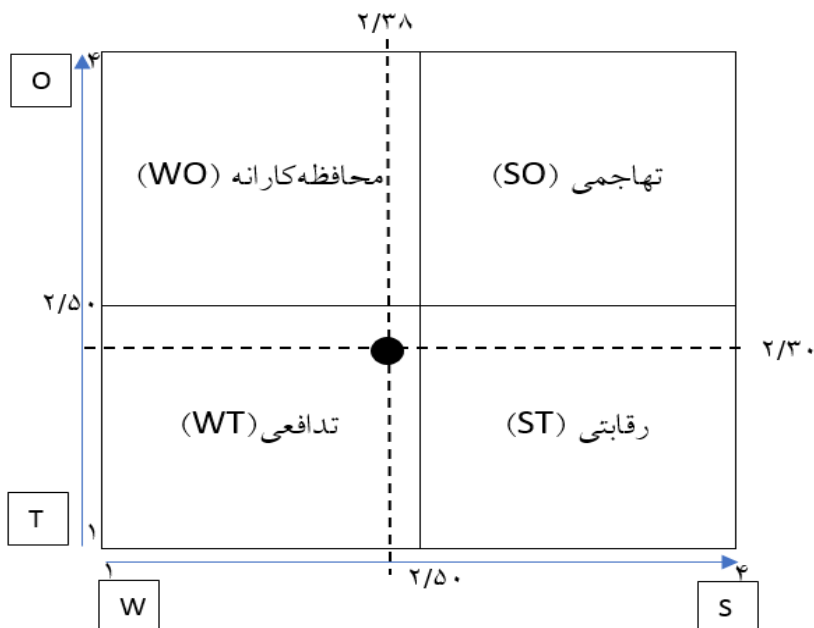 ۲/۳۸
O
۴
محافظه‌کارانه (WO)
تهاجمی (SO)
۲/۵۰
۲/۳۰
تدافعی(WT)
رقابتی (ST)
T
۱
۱
۲/۵۰
۴
W
S